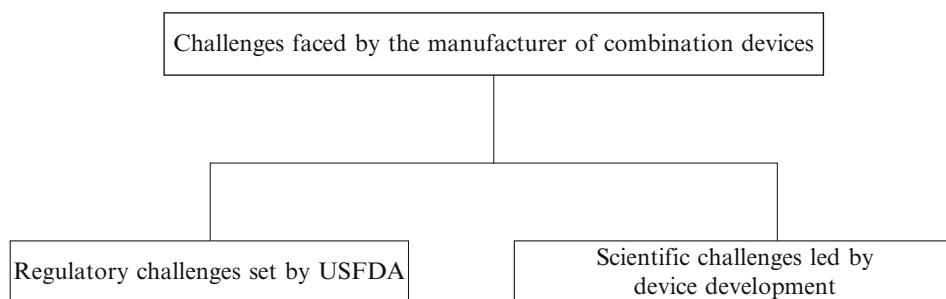 Challenges faced by the manufacturer of combination devices
Regulatory challenges set by USFDA
Scientific challenges led by
device development